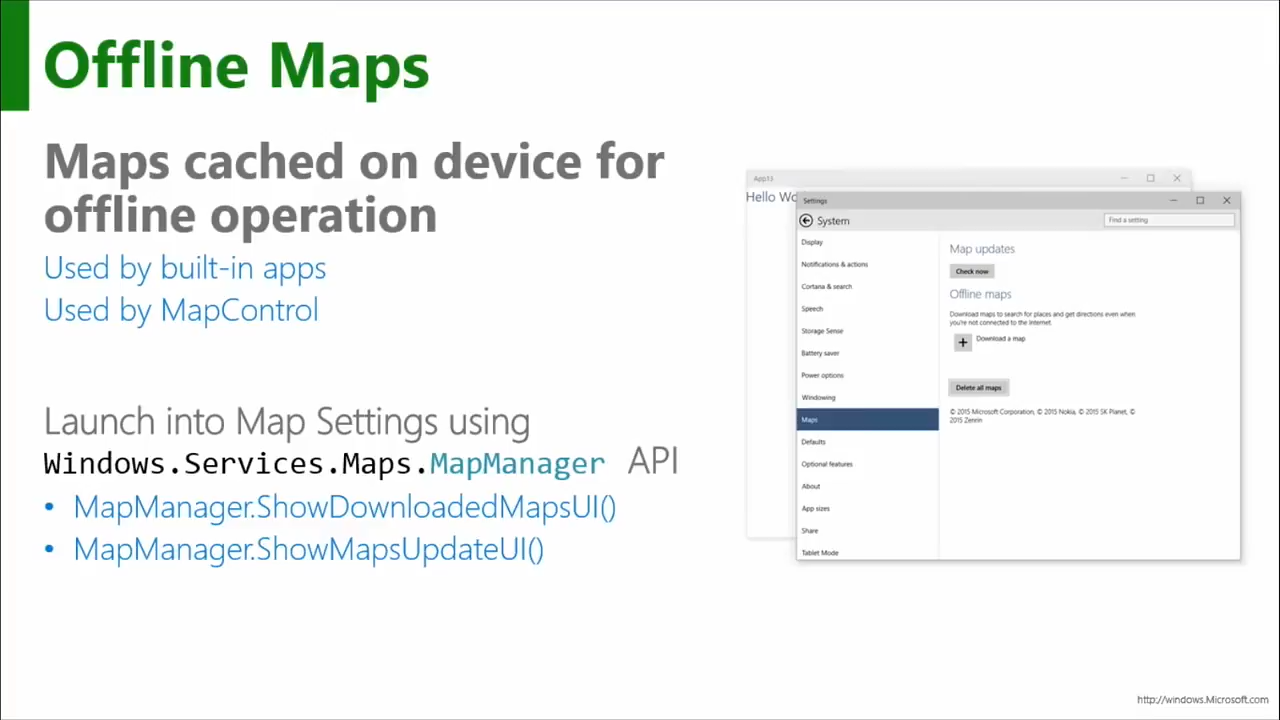 Offline Maps
Maps cached on device for
offline operation
Used by built-in apps
Used by MapControl
Launch into Map Settings using
Windows.Services.Maps.MapManager API
• MapManager.ShowDownloadedMapsUI()
• MapManager.ShowMapsUpdateUI()
App13
Hello Wo
Settings
System
Find a setting
Display
Notifications & actions
Cortana & search
Speech
Storage Sense
Battery saver
Power options
Windowing
Maps
Defaults
Optional features
About
App sizes
Share
Tablet Mode
Map updates
Check now
Offline maps
Download maps to search for places and get directions even when
you're not connected to the Internet.
Download a map
Delete all maps
© 2015 Microsoft Corporation, © 2015 Nokia, © 2015 SK Planet, ©
2015 Zenrin
http://windows.Microsoft.com